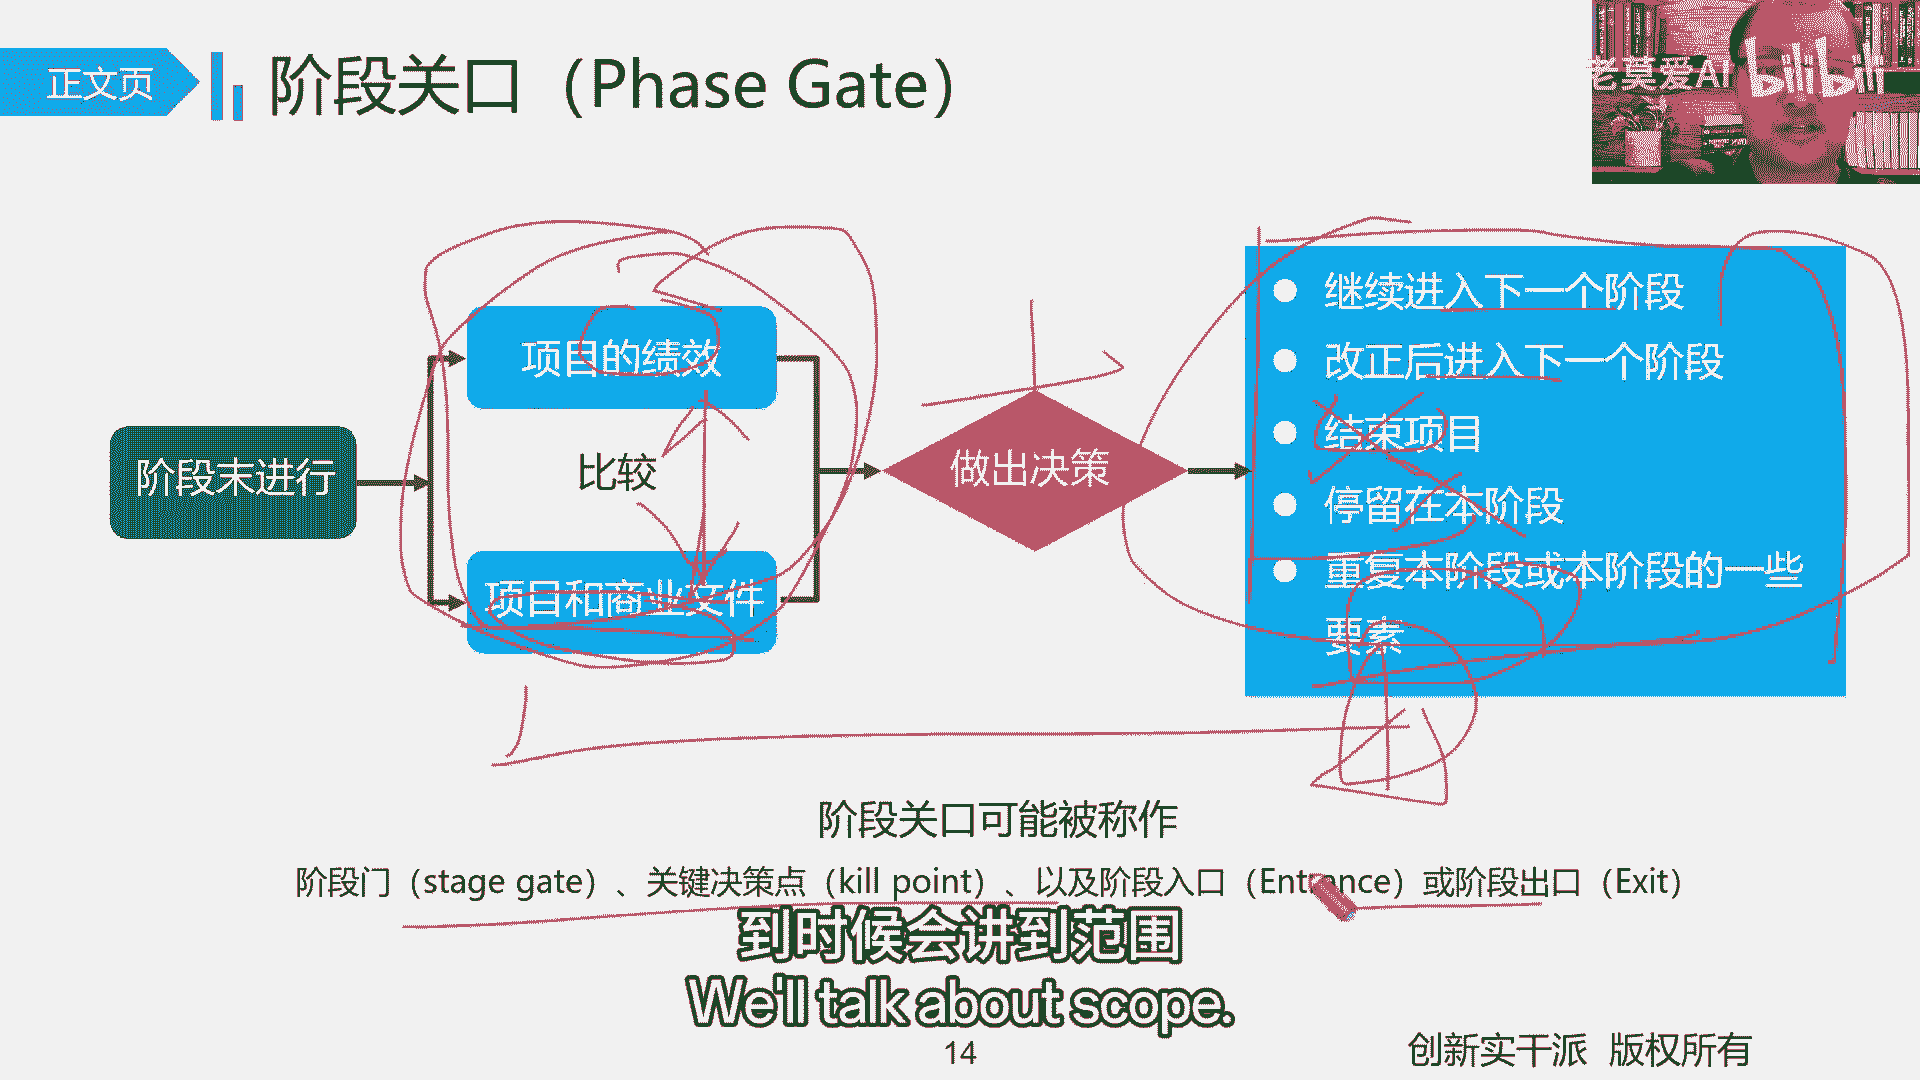 正文页
阶段关口（Phase Gate）
老莫爱AI
bilibili
阶段末进行
项目的绩效
比较
项目和商业文件
做出决策
继续进入下一个阶段
改正后进入下一个阶段
结束项目
停留在本阶段
重复本阶段或本阶段的一些
要素
阶段关口可能被称作
阶段门（stage gate）、关键决策点（kill point）、以及阶段入口（Entrance）或阶段出口（Exit）
到时候会讲到范围
We'll talk about scope.
14
创新实干派 版权所有